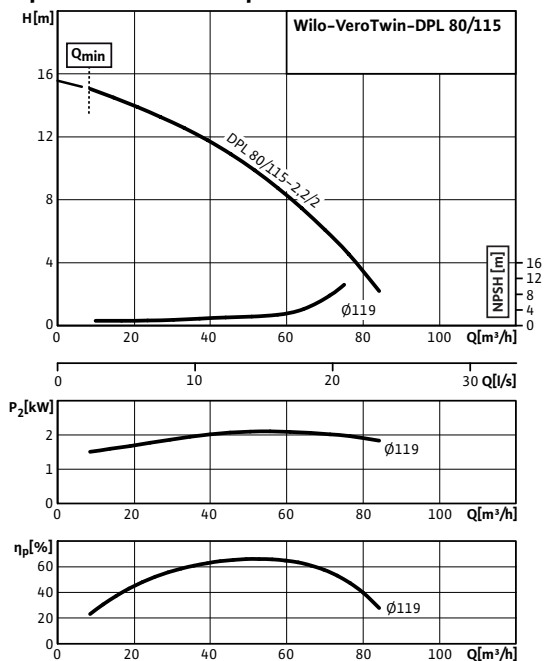 H[m]
Wilo-VeroTwin-DPL 80/115
Qmin
16
12
8
4
0
DPL 80/115-2,2/2
Ø119
NPSH [m]
16
12
8
4
0
0 20 40 60 80 100 Q[m³/h]
0 10 20 30 Q[l/s]
P₂[kW]
2
1
0
Ø119
0 20 40 60 80 100 Q[m³/h]
ηp[%]
60
40
20
0
Ø119
0 20 40 60 80 100 Q[m³/h]